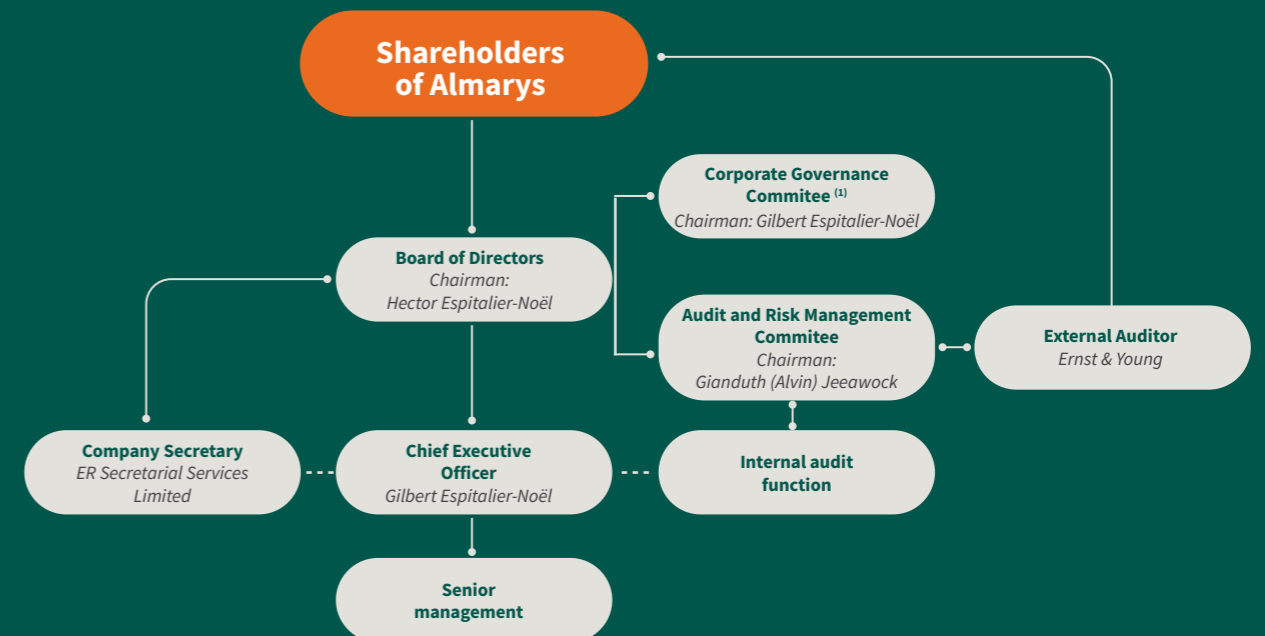 Shareholders
of Almarys
Corporate Governance
Commitee (1)
Chairman: Gilbert Espitalier-Noël
Board of Directors
Chairman:
Hector Espitalier-Noël
Audit and Risk Management
Commitee
Chairman:
Gianduth (Alvin) Jeeawock
External Auditor
Ernst & Young
Company Secretary
ER Secretarial Services
Limited
Chief Executive
Officer
Gilbert Espitalier-Noël
Internal audit
function
Senior
management